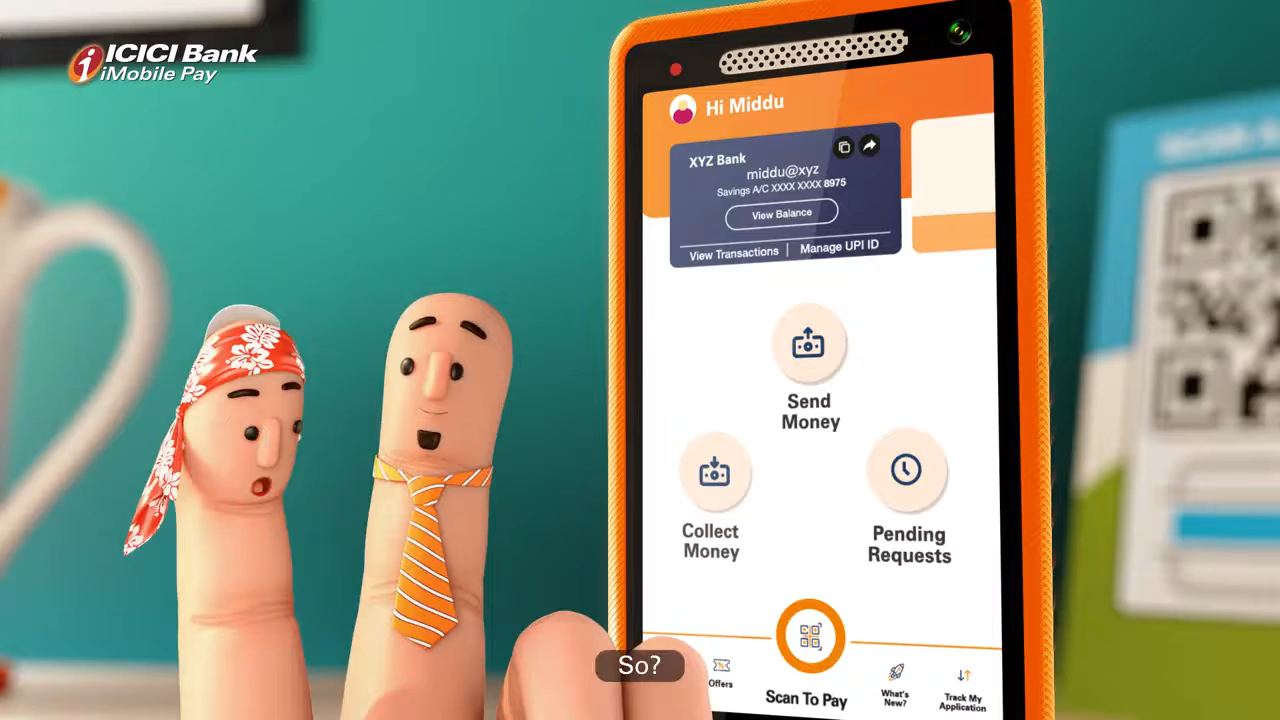 ICICI Bank
iMobile Pay
Hi Middu
XYZ Bank
middu@xyz
Savings A/C XXXX XXXX 8975
View Balance
View Transactions | Manage UPI ID
Send
Money
Collect
Money
Pending
Requests
Offers
Scan To Pay
What's
New?
Track My
Application
So?